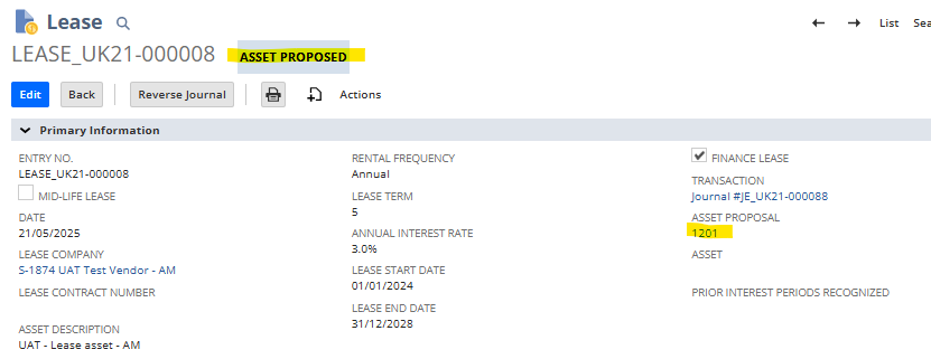 Lease
List Sea
LEASE_UK21-000008 ASSET PROPOSED
Edit Back Reverse Journal Actions
Primary Information
ENTRY NO.
LEASE_UK21-000008
MID-LIFE LEASE
DATE
21/05/2025
LEASE COMPANY
S-1874 UAT Test Vendor - AM
LEASE CONTRACT NUMBER
ASSET DESCRIPTION
UAT - Lease asset - AM
RENTAL FREQUENCY
Annual
LEASE TERM
5
ANNUAL INTEREST RATE
3.0%
LEASE START DATE
01/01/2024
LEASE END DATE
31/12/2028
FINANCE LEASE
TRANSACTION
Journal #JE_UK21-000088
ASSET PROPOSAL
1201
ASSET
PRIOR INTEREST PERIODS RECOGNIZED